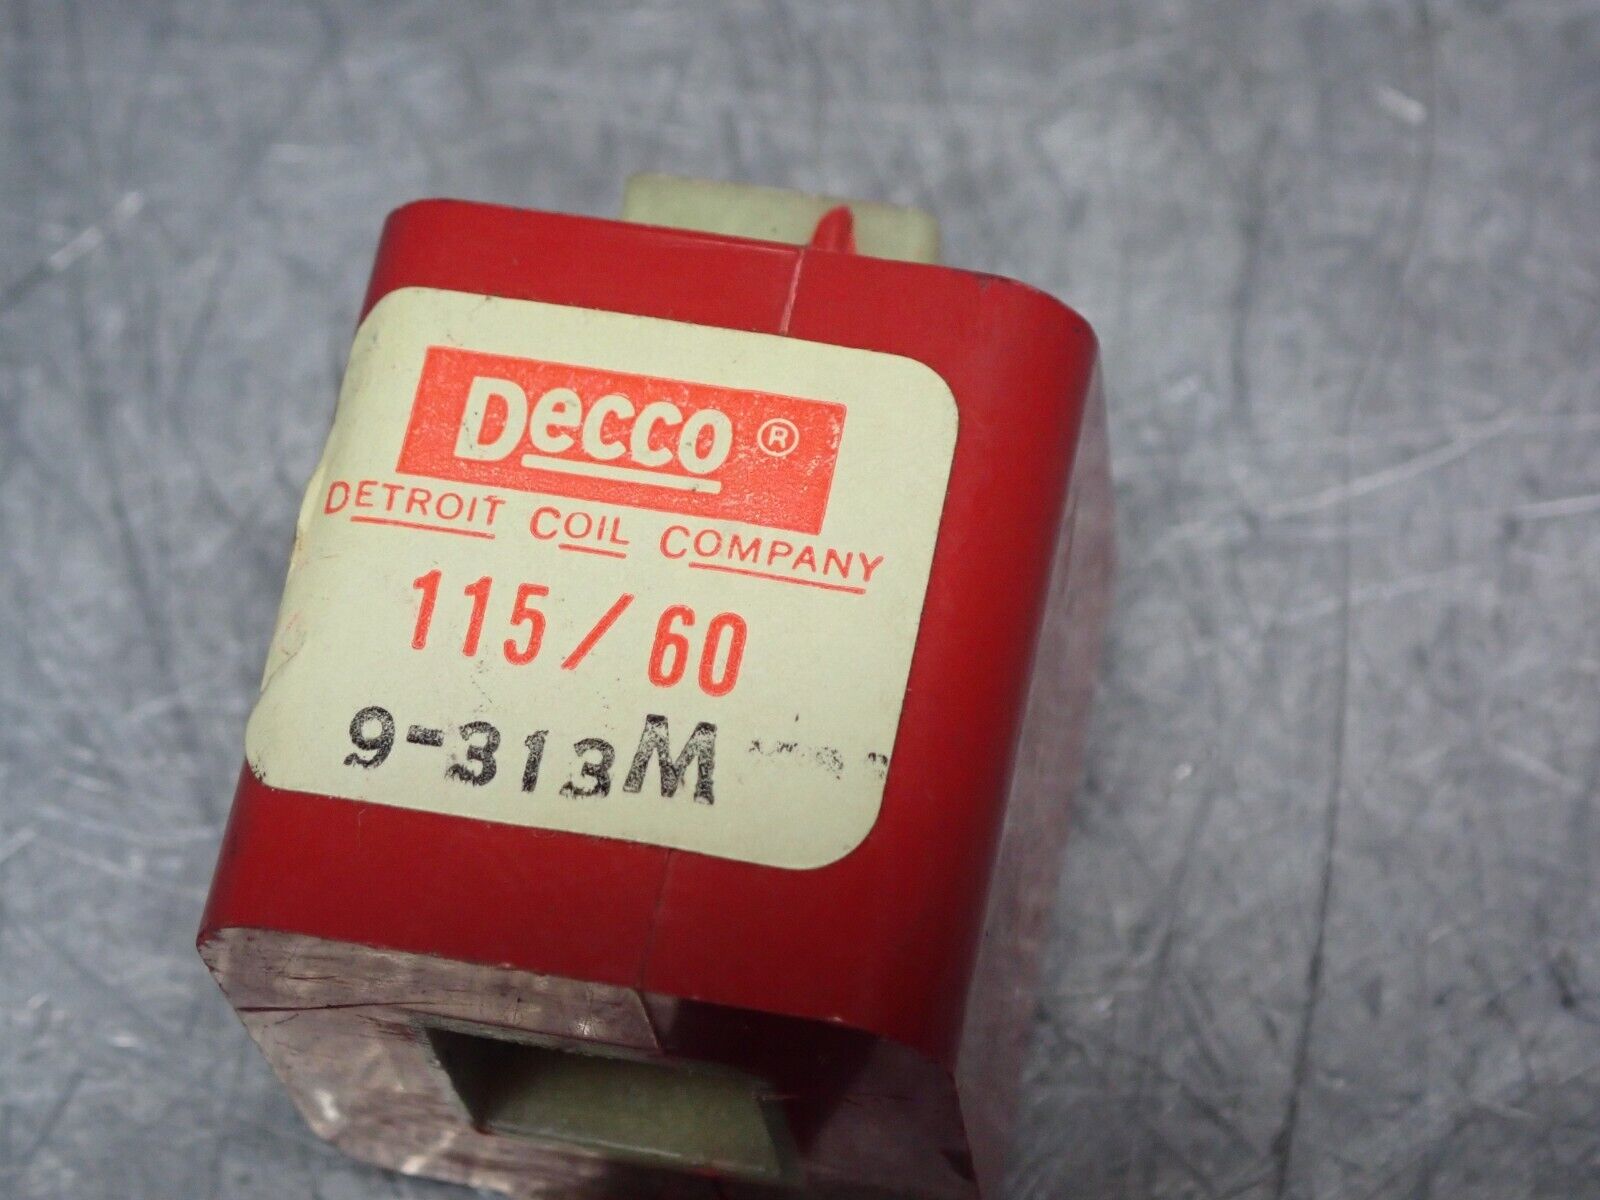 Decco ®
DETROIT COIL COMPANY
115/60
9-313M